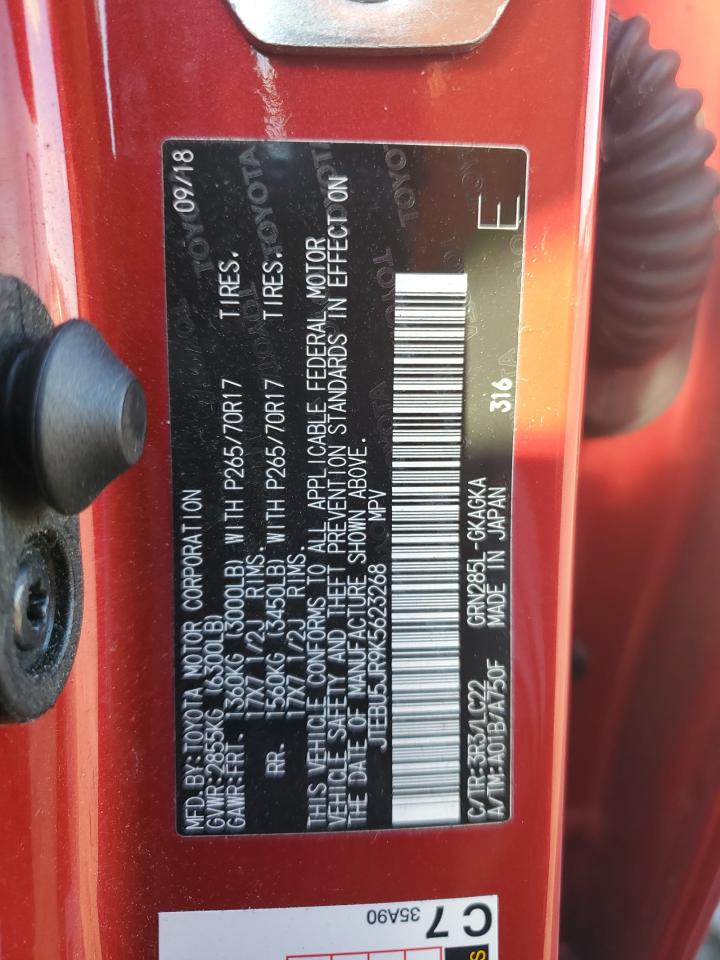 MFD.BY:TOYOTA MOTOR CORPORATION 09/18
GVWR:2855KG (6300LB)
GAWR:FRT. 1360KG (3000LB) WITH P265/70R17 TIRES.
17X7 1/2J RIMS.
RR. 1560KG (3450LB) WITH P265/70R17 TIRES.
17X7 1/2J RIMS.
THIS VEHICLE CONFORMS TO ALL APPLICABLE FEDERAL MOTOR
VEHICLE SAFETY AND THEFT PREVENTION STANDARDS IN EFFECT ON
THE DATE OF MANUFACTURE SHOWN ABOVE.
JTEBU5JR9K5623268 MPV
C/TR:3R3/LC22 GRN285L-GKAGKA
A/TM:A01B/A750F MADE IN JAPAN 316 E
C 7
35A90